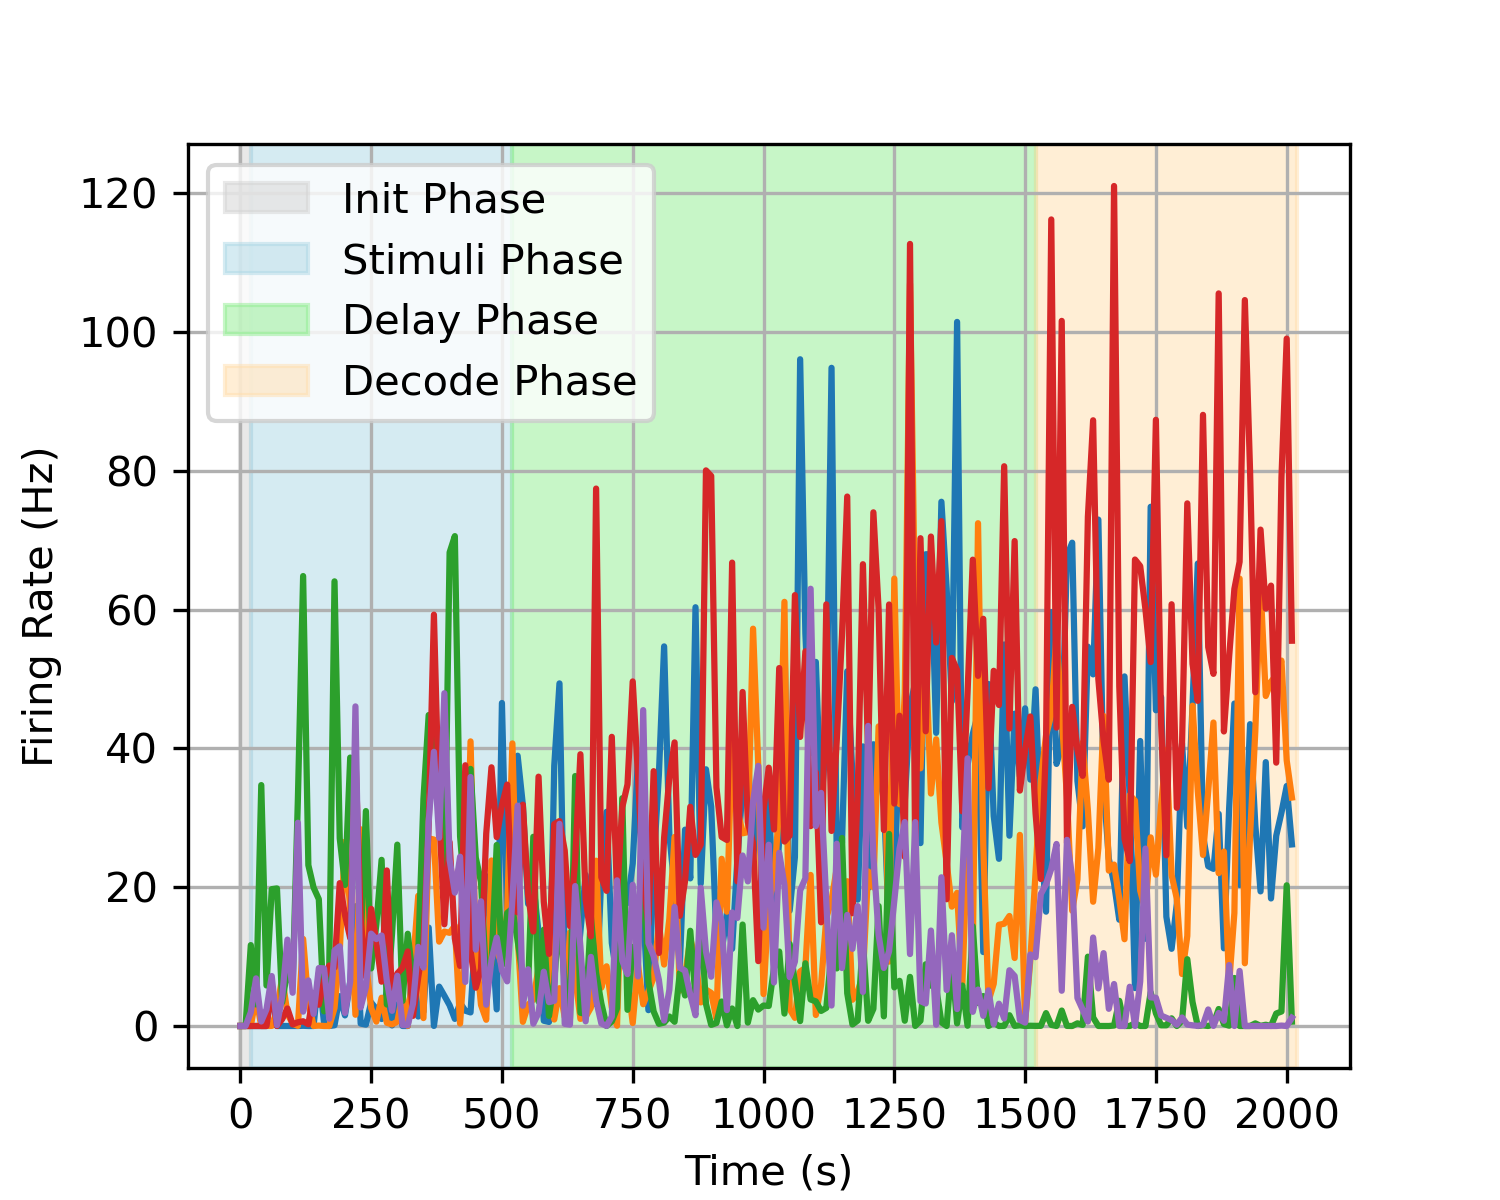 Init Phase
Stimuli Phase
Delay Phase
Decode Phase
120
100
80
60
40
20
0
Firing Rate (Hz)
0 250 500 750 1000 1250 1500 1750 2000
Time (s)